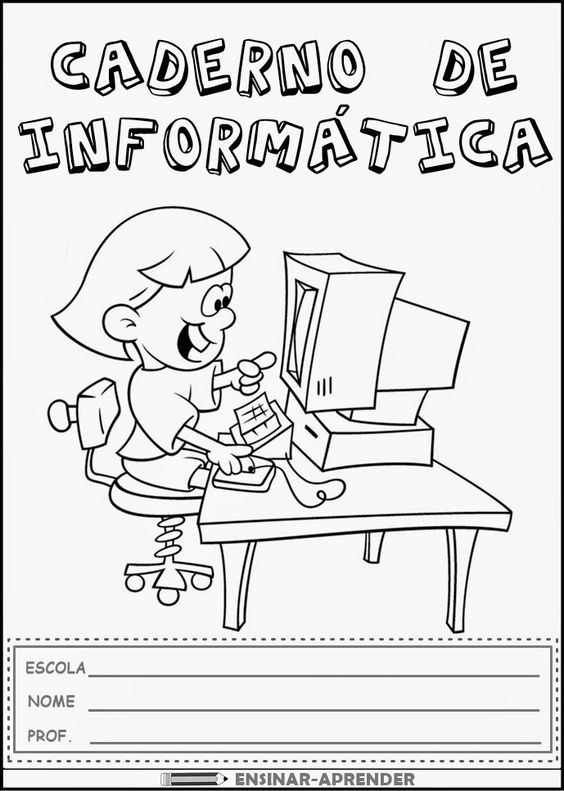 CADERNO DE
INFORMÁTICA
ESCOLA
NOME
PROF.
ENSINAR-APRENDER